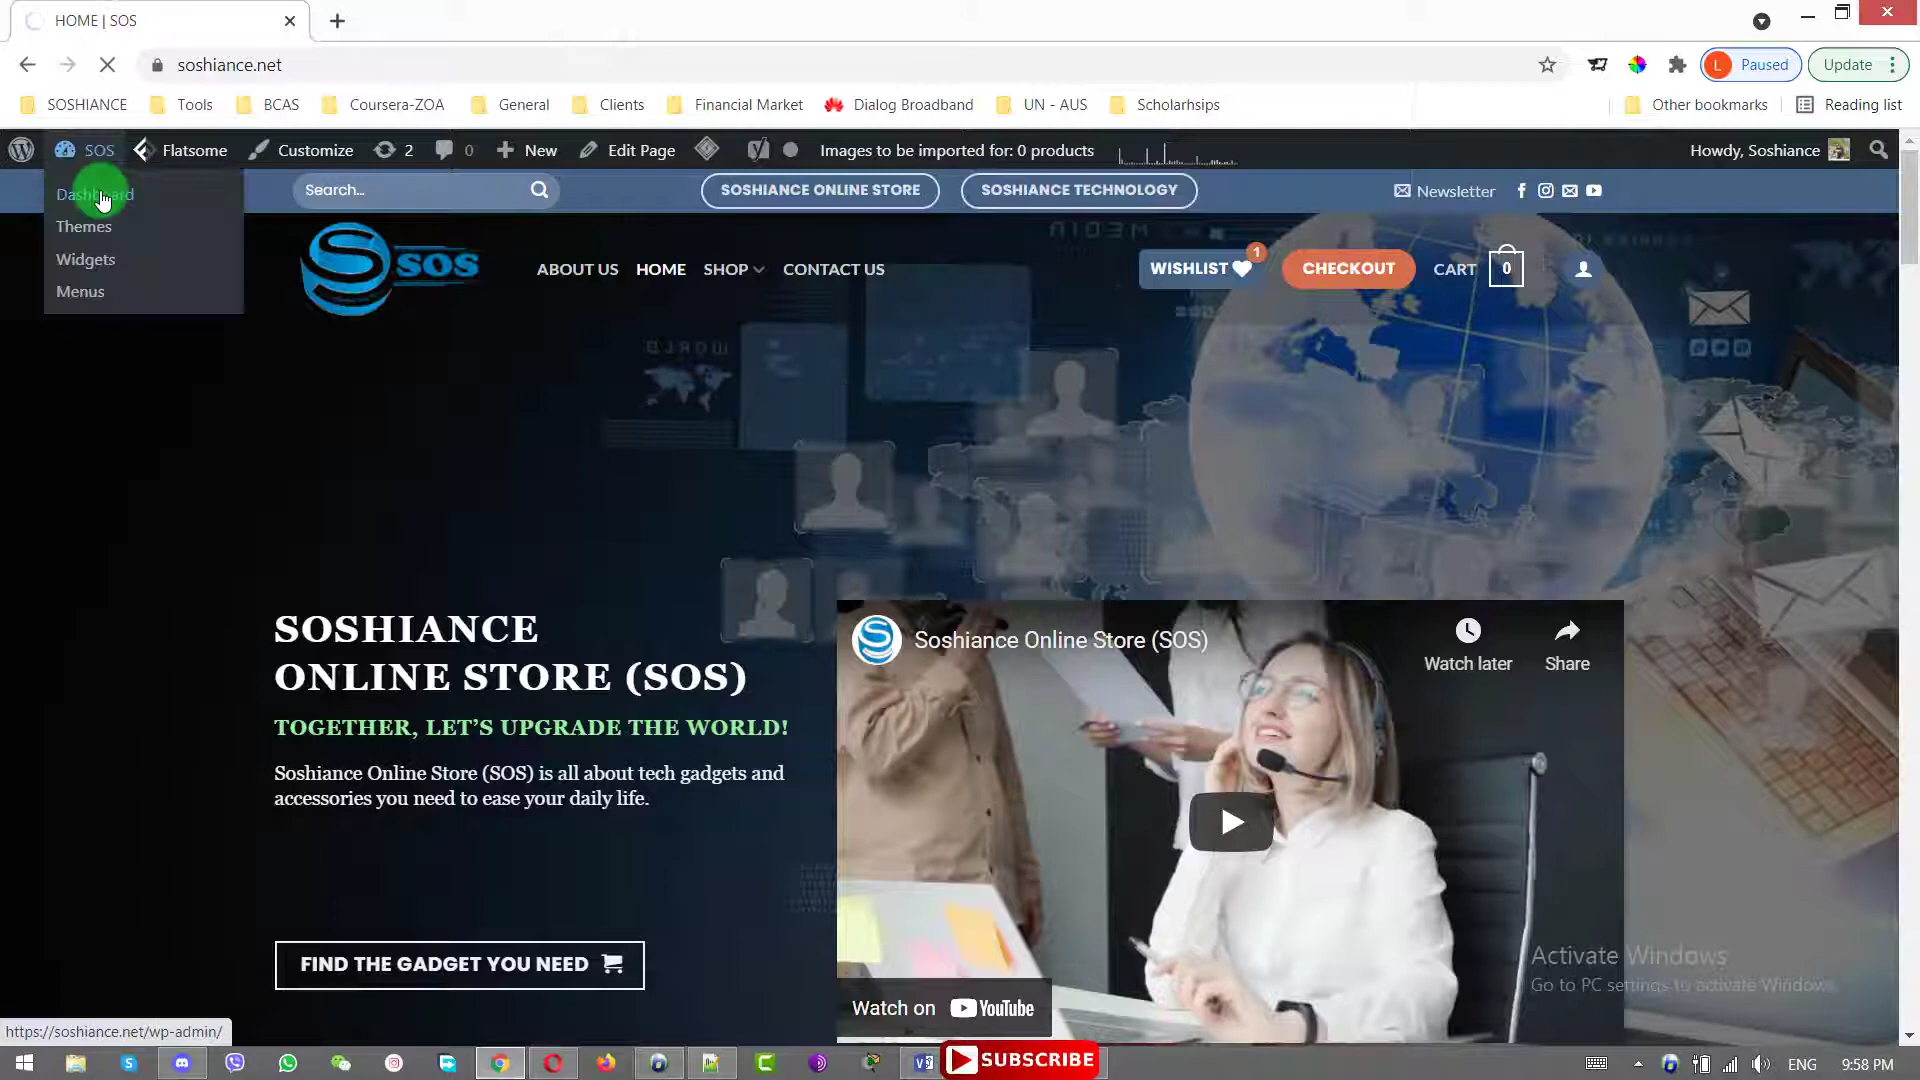 HOME | SOS
soshiance.net
L Paused
Update
SOSHIANCE
Tools
BCAS
Coursera-ZOA
General
Clients
Financial Market
Dialog Broadband
UN - AUS
Scholarhsips
Other bookmarks
Reading list
SOS
Flatsome
Customize
2
0
New
Edit Page
Images to be imported for: 0 products
Howdy, Soshiance
Dashboard
Themes
Widgets
Menus
Search...
SOSHIANCE ONLINE STORE
SOSHIANCE TECHNOLOGY
Newsletter
SOS
ABOUT US
HOME
SHOP
CONTACT US
WISHLIST
1
CHECKOUT
CART
0
SOSHIANCE
ONLINE STORE (SOS)
TOGETHER, LET'S UPGRADE THE WORLD!
Soshiance Online Store (SOS) is all about tech gadgets and
accessories you need to ease your daily life.
FIND THE GADGET YOU NEED
Soshiance Online Store (SOS)
Watch later
Share
Watch on YouTube
Activate Windows
Go to PC settings to activate Windows.
https://soshiance.net/wp-admin/
SUBSCRIBE
ENG
9:58 PM